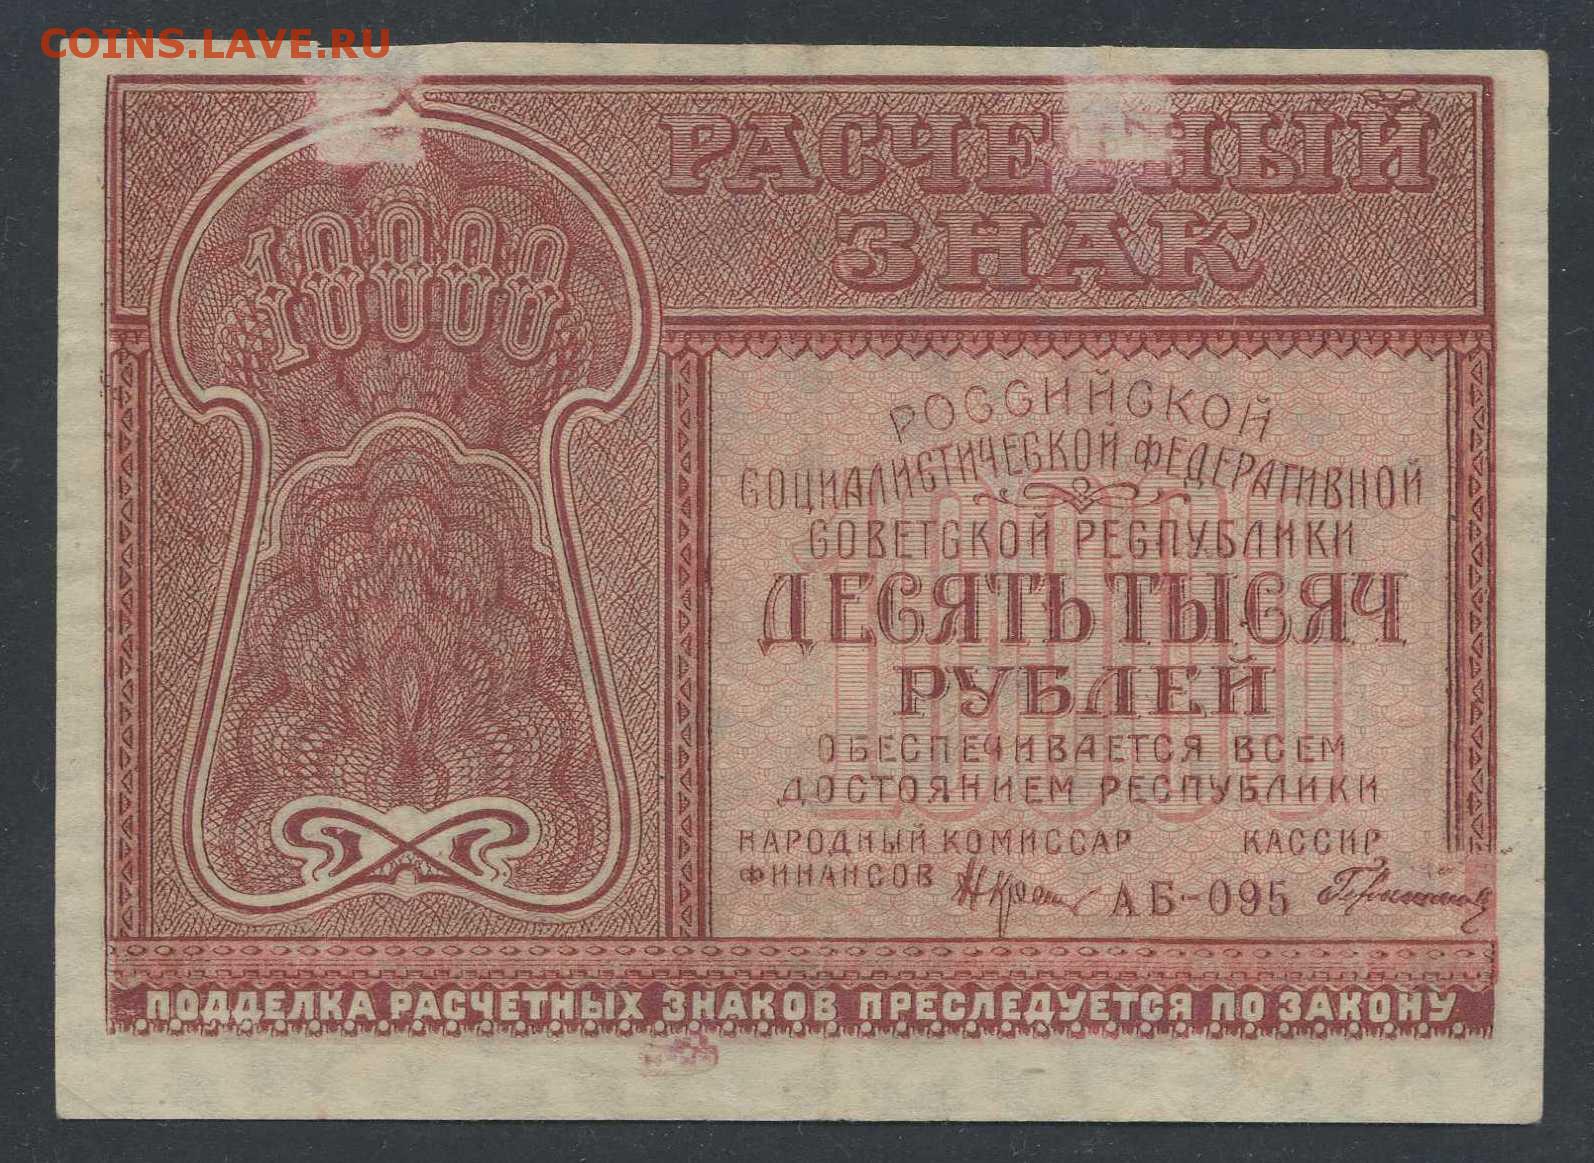 COINS.LAVE.RU
РАСЧЕТНЫЙ
ЗНАК
10000
РОССИЙСКОЙ
СОЦИАЛИСТИЧЕСКОЙ ФЕДЕРАТИВНОЙ
СОВЕТСКОЙ РЕСПУБЛИКИ
10000
ДЕСЯТЬ ТЫСЯЧ
РУБЛЕЙ
ОБЕСПЕЧИВАЕТСЯ ВСЕМ
ДОСТОЯНИЕМ РЕСПУБЛИКИ
НАРОДНЫЙ КОМИССАР КАССИР
ФИНАНСОВ АБ-095
ПОДДЕЛКА РАСЧЕТНЫХ ЗНАКОВ ПРЕСЛЕДУЕТСЯ ПО ЗАКОНУ